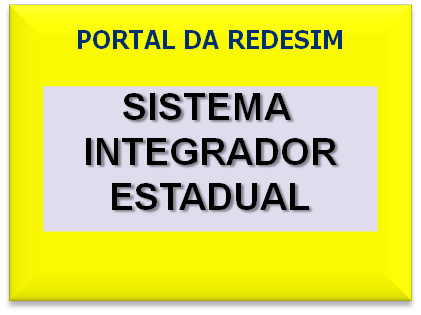 PORTAL DA REDESIM
SISTEMA
INTEGRADOR
ESTADUAL